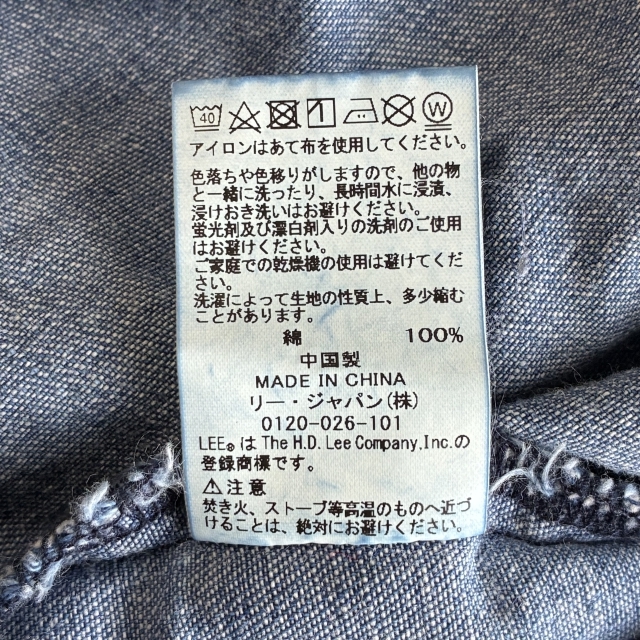 40 W
アイロンはあて布を使用してください。
色落ちや色移りがしますので、他の物
と一緒に洗ったり、長時間水に浸漬、
浸けおき洗いはお避けください。
蛍光剤及び漂白剤入りの洗剤のご使用
はお避けください。
ご家庭での乾燥機の使用は避けてくだ
さい。
洗濯によって生地の性質上、多少縮む
ことがあります。
綿 100%
中国製
MADE IN CHINA
リー・ジャパン(株)
0120-026-101
LEE® は The H.D. Lee Company, Inc. の
登録商標です。
⚠注意
焚き火、ストーブ等高温のものへ近づ
けることは、絶対にお避けください。